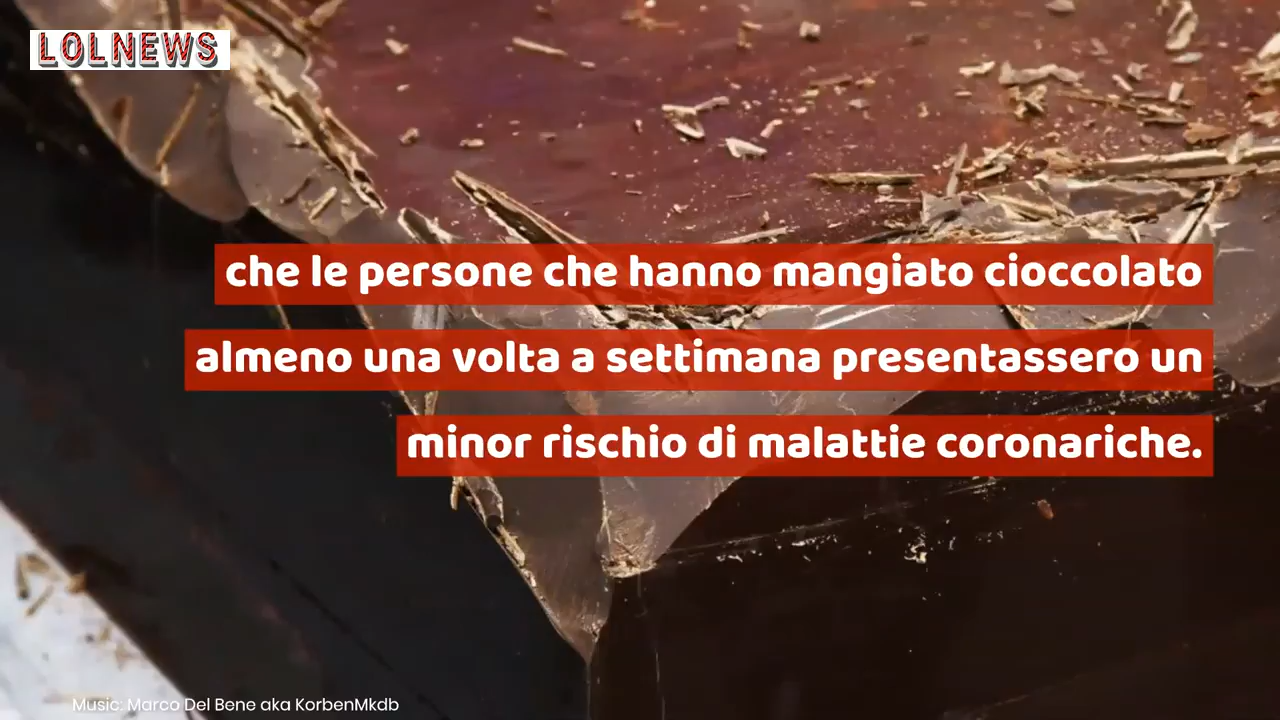 LOLNEWS
che le persone che hanno mangiato cioccolato
almeno una volta a settimana presentassero un
minor rischio di malattie coronariche.
Music: Marco Del Bene aka KorbenMkdb